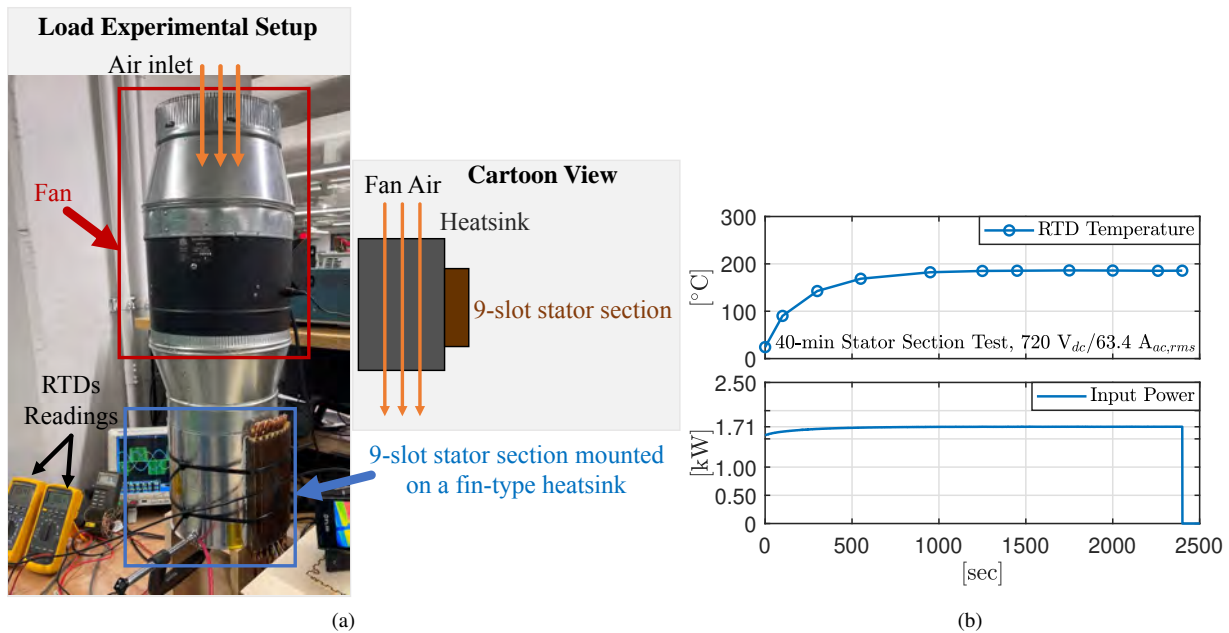 Load Experimental Setup
Air inlet
Fan
RTDs
Readings
Cartoon View
Fan Air
Heatsink
9-slot stator section
9-slot stator section mounted
on a fin-type heatsink
(a)
300
200
100
0
[°C]
RTD Temperature
40-min Stator Section Test, 720 V_dc/63.4 A_ac,rms
2.50
1.71
1.00
0.50
0
[kW]
Input Power
0 500 1000 1500 2000 2500
[sec]
(b)